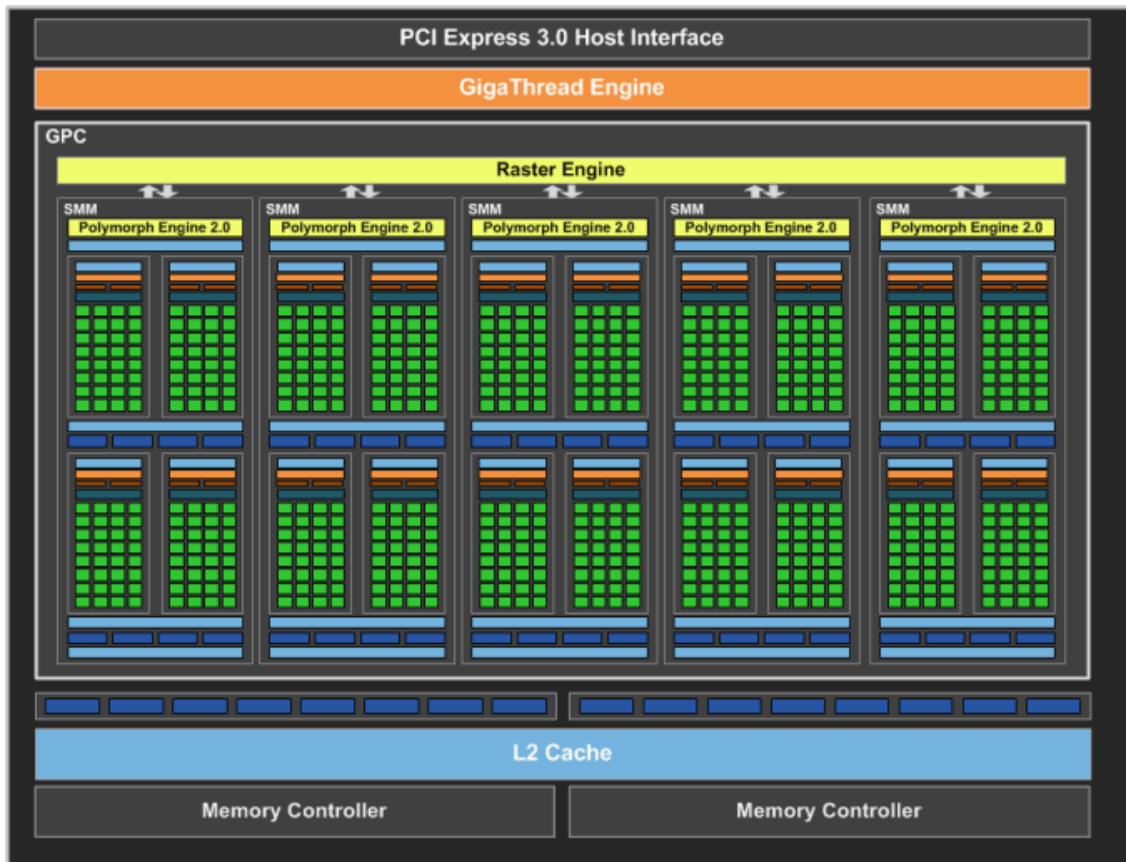 PCI Express 3.0 Host Interface
GigaThread Engine
GPC
Raster Engine
SMM
Polymorph Engine 2.0
SMM
Polymorph Engine 2.0
SMM
Polymorph Engine 2.0
SMM
Polymorph Engine 2.0
SMM
Polymorph Engine 2.0
L2 Cache
Memory Controller
Memory Controller